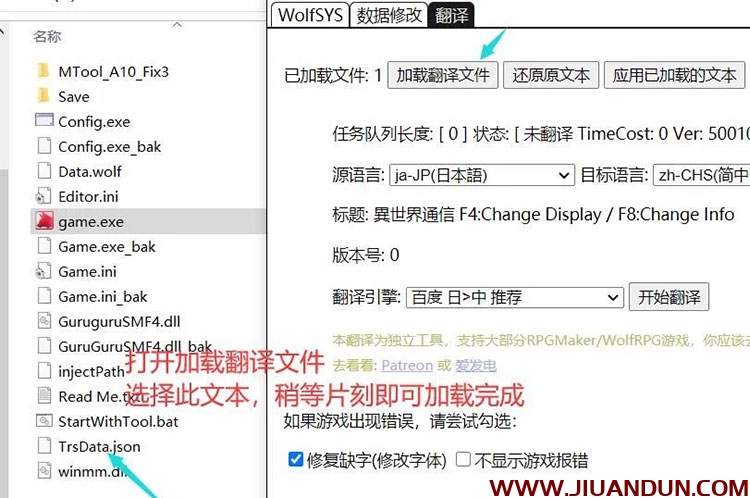 名称
MTool_A10_Fix3
Save
Config.exe
Config.exe_bak
Data.wolf
Editor.ini
game.exe
Game.exe_bak
Game.ini
Game.ini_bak
GuruguruSMF4.dll
GuruGuruSMF4.dll_bak
injectPath
Read Me.txt
StartWithTool.bat
TrsData.json
winmm.dll
打开加载翻译文件
选择此文本，稍等片刻即可加载完成
WolfSYS 数据修改 翻译
已加载文件: 1 加载翻译文件 还原原文本 应用已加载的文本
任务队列长度: [ 0 ] 状态: [ 未翻译 TimeCost: 0 Ver: 50010
源语言: ja-JP(日本語) 目标语言: zh-CHS(简中
标题: 異世界通信 F4:Change Display / F8:Change Info
版本号: 0
翻译引擎: 百度 日>中 推荐 开始翻译
本翻译为独立工具，支持大部分RPGMaker/WolfRPG游戏，你应该去
去看看: Patreon 或 爱发电
如果游戏出现错误，请尝试勾选：
修复缺字(修改字体) 不显示游戏报错
WWW.JIUANDUN.COM